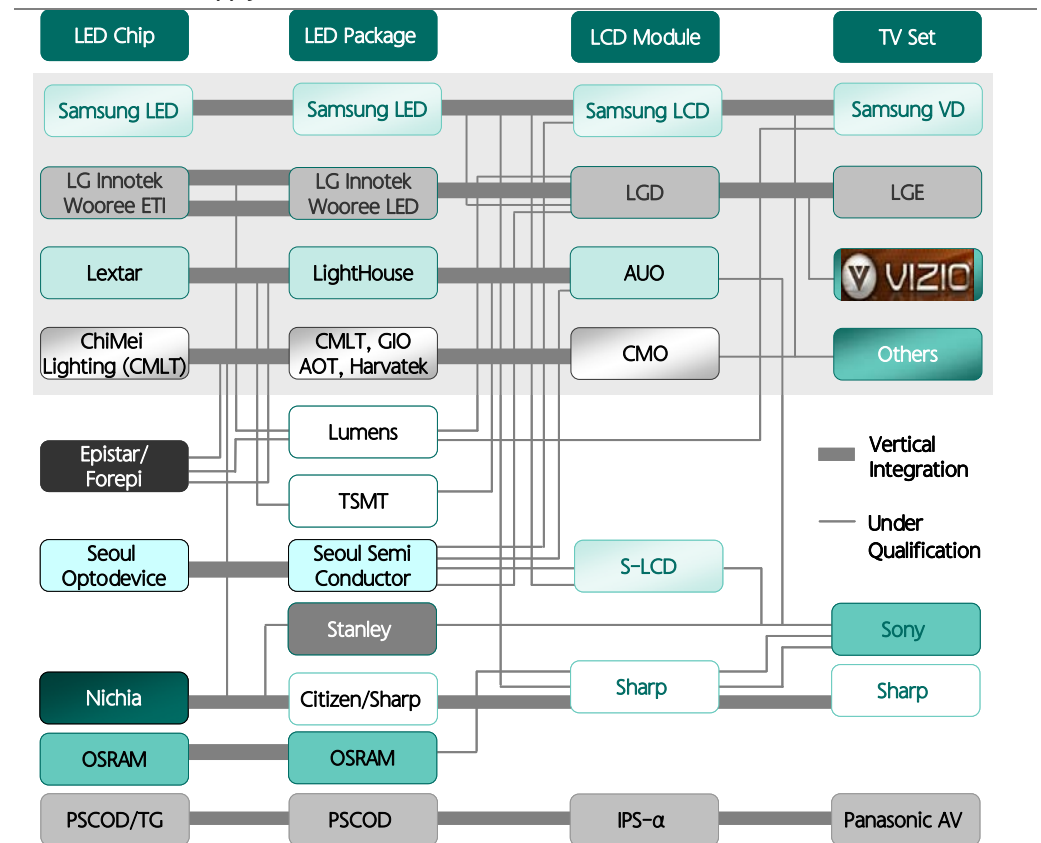 LED Chip
LED Package
LCD Module
TV Set
Samsung LED
Samsung LED
Samsung LCD
Samsung VD
LG Innotek
Wooree ETI
LG Innotek
Wooree LED
LGD
LGE
Lextar
LightHouse
AUO
VIZIO
ChiMei
Lighting (CMLT)
CMLT, GIO
AOT, Harvatek
CMO
Others
Lumens
Epistar/
Forepi
TSMT
Vertical
Integration
Under
Qualification
Seoul
Optodevice
Seoul Semi
Conductor
S-LCD
Stanley
Sony
Nichia
Citizen/Sharp
Sharp
Sharp
OSRAM
OSRAM
PSCOD/TG
PSCOD
IPS-α
Panasonic AV